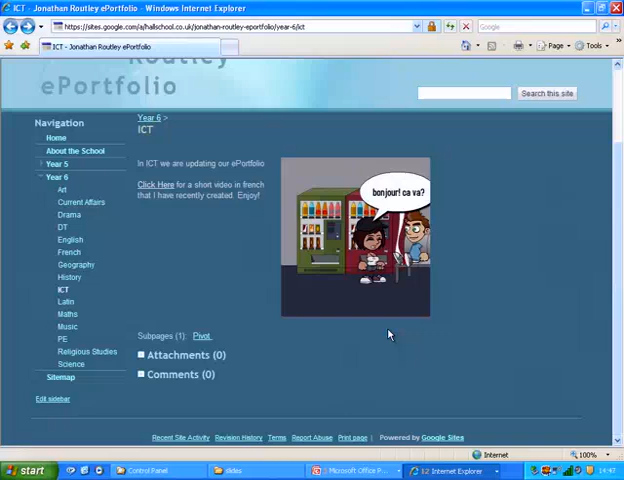 ICT - Jonathan Routley ePortfolio - Windows Internet Explorer
https://sites.google.com/a/hallschool.co.uk/jonathan-routley-eportfolio/year-6/ict
Google
ICT - Jonathan Routley ePortfolio
Page
Tools
Routley
ePortfolio
Search this site
Navigation
Home
About the School
Year 5
Year 6
Art
Current Affairs
Drama
DT
English
French
Geography
History
ICT
Latin
Maths
Music
PE
Religious Studies
Science
Sitemap
Edit sidebar
Year 6 >
ICT
In ICT we are updating our ePortfolio
Click Here for a short video in french
that I have recently created. Enjoy!
bonjour! ca va?
Subpages (1): Pivot
Attachments (0)
Comments (0)
Recent Site Activity Revision History Terms Report Abuse Print page | Powered by Google Sites
Internet
100%
start
Control Panel
slides
Microsoft Office P...
12 Internet Explorer
14:47